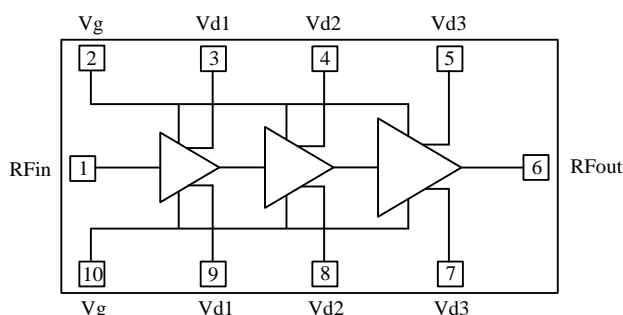 Vg Vd1 Vd2 Vd3
2 3 4 5
RFin 1 6 RFout
10 9 8 7
Vg Vd1 Vd2 Vd3